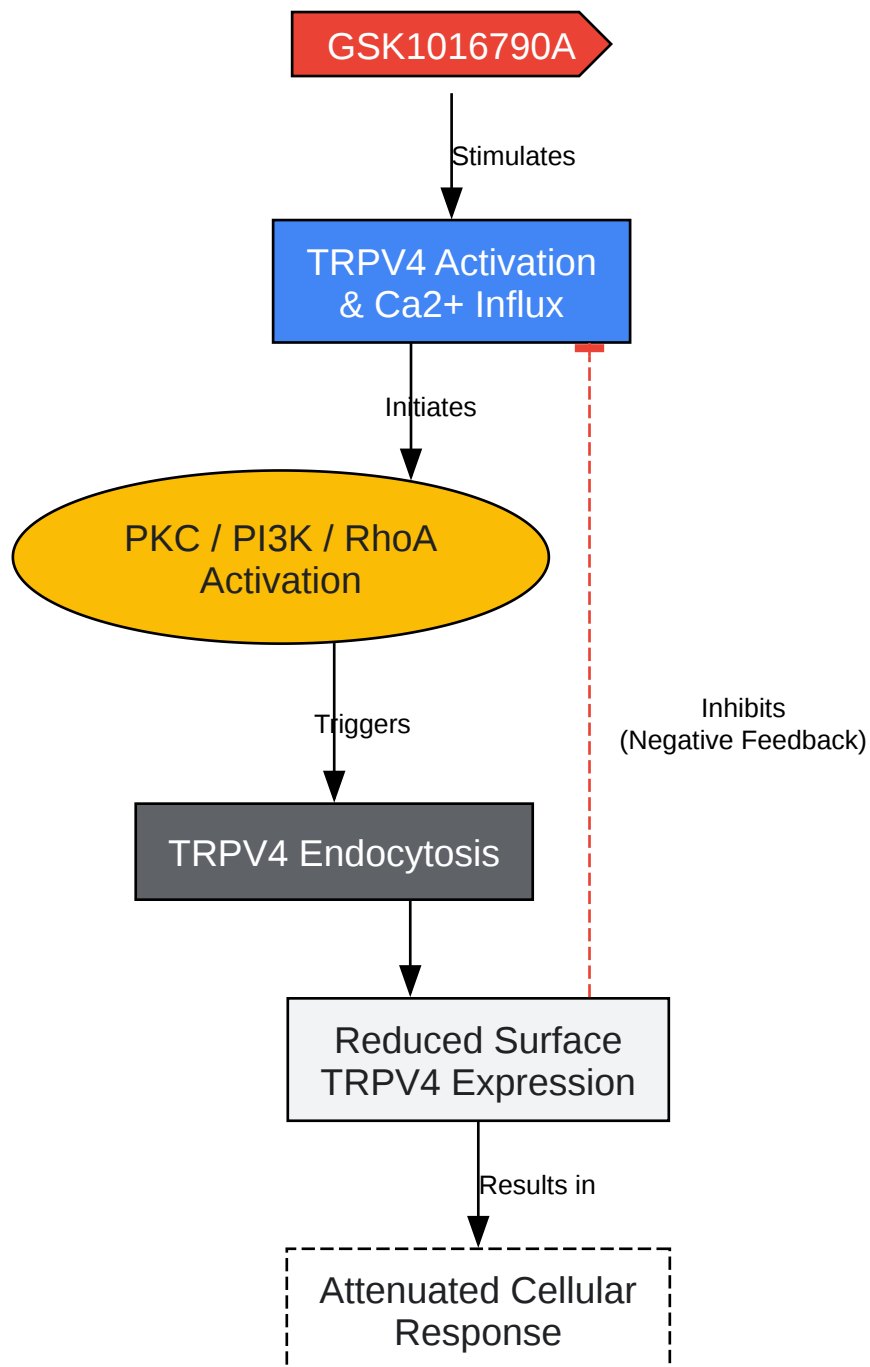 GSK1016790A
Stimulates
TRPV4 Activation
& Ca2+ Influx
Initiates
PKC / PI3K / RhoA
Activation
Inhibits
(Negative Feedback)
Triggers
TRPV4 Endocytosis
Reduced Surface
TRPV4 Expression
Results in
Attenuated Cellular
Response